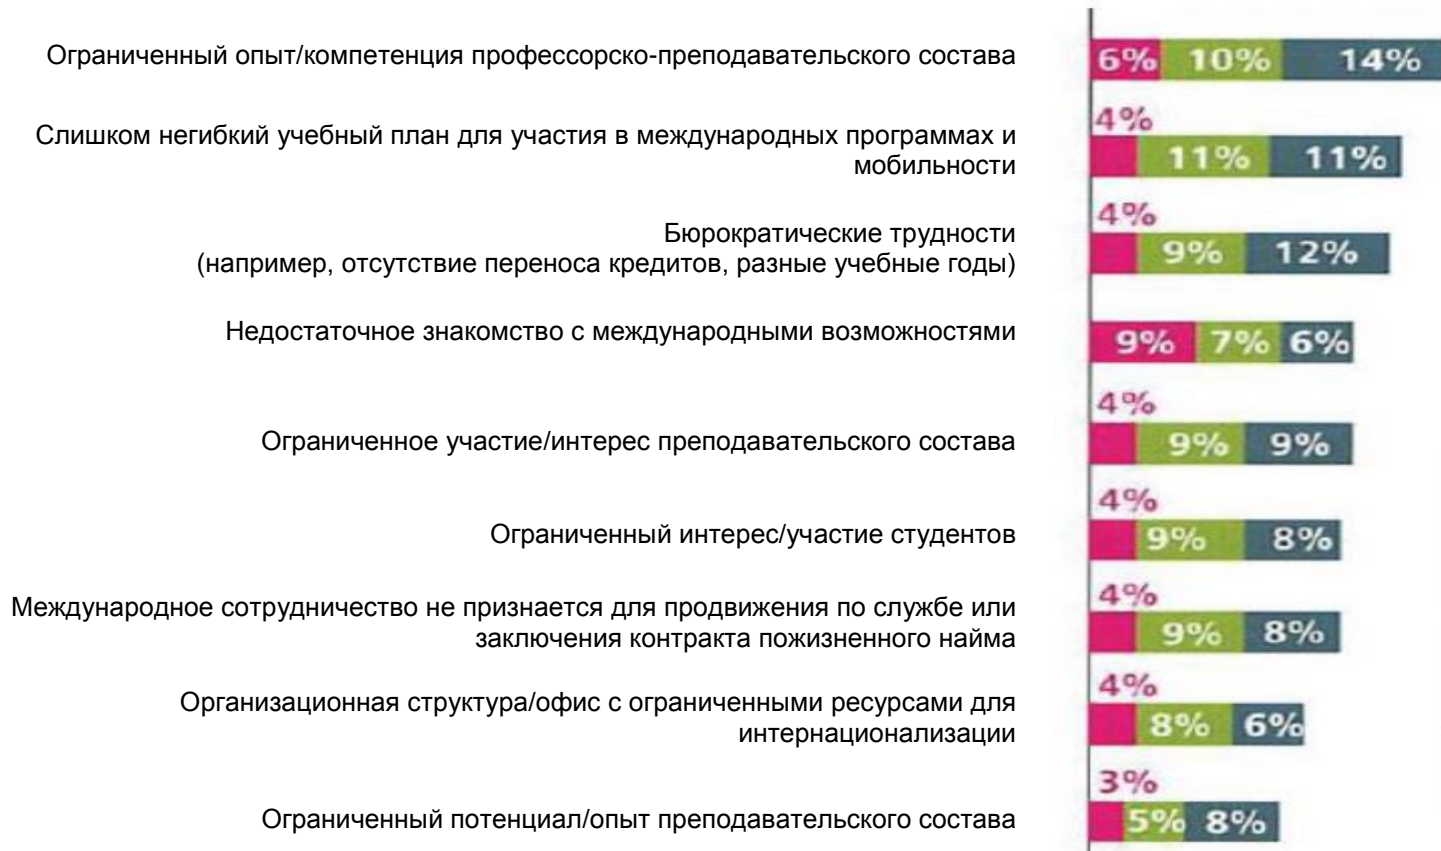 Ограниченный опыт/компетенция профессорско-преподавательского состава
6% 10% 14%
Слишком негибкий учебный план для участия в международных программах и
мобильности
4%
11% 11%
Бюрократические трудности
(например, отсутствие переноса кредитов, разные учебные годы)
4%
9% 12%
Недостаточное знакомство с международными возможностями
9% 7% 6%
Ограниченное участие/интерес преподавательского состава
4%
9% 9%
Ограниченный интерес/участие студентов
4%
9% 8%
Международное сотрудничество не признается для продвижения по службе или
заключения контракта пожизненного найма
4%
9% 8%
Организационная структура/офис с ограниченными ресурсами для
интернационализации
4%
8% 6%
Ограниченный потенциал/опыт преподавательского состава
3%
5% 8%